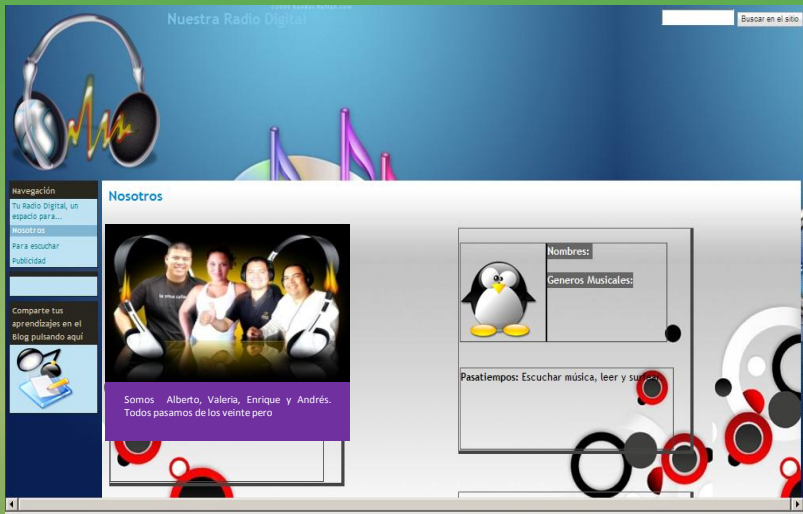 Nuestra Radio Digital
Buscar en el sitio
Navegación
Tu Radio Digital, un
espacio para...
Nosotros
Para escuchar
Publicidad
Comparte tus
aprendizajes en el
Blog pulsando aquí
Nosotros
Somos Alberto, Valeria, Enrique y Andrés.
Todos pasamos de los veinte pero
Nombres:
Generos Musicales:
Pasatiempos: Escuchar música, leer y